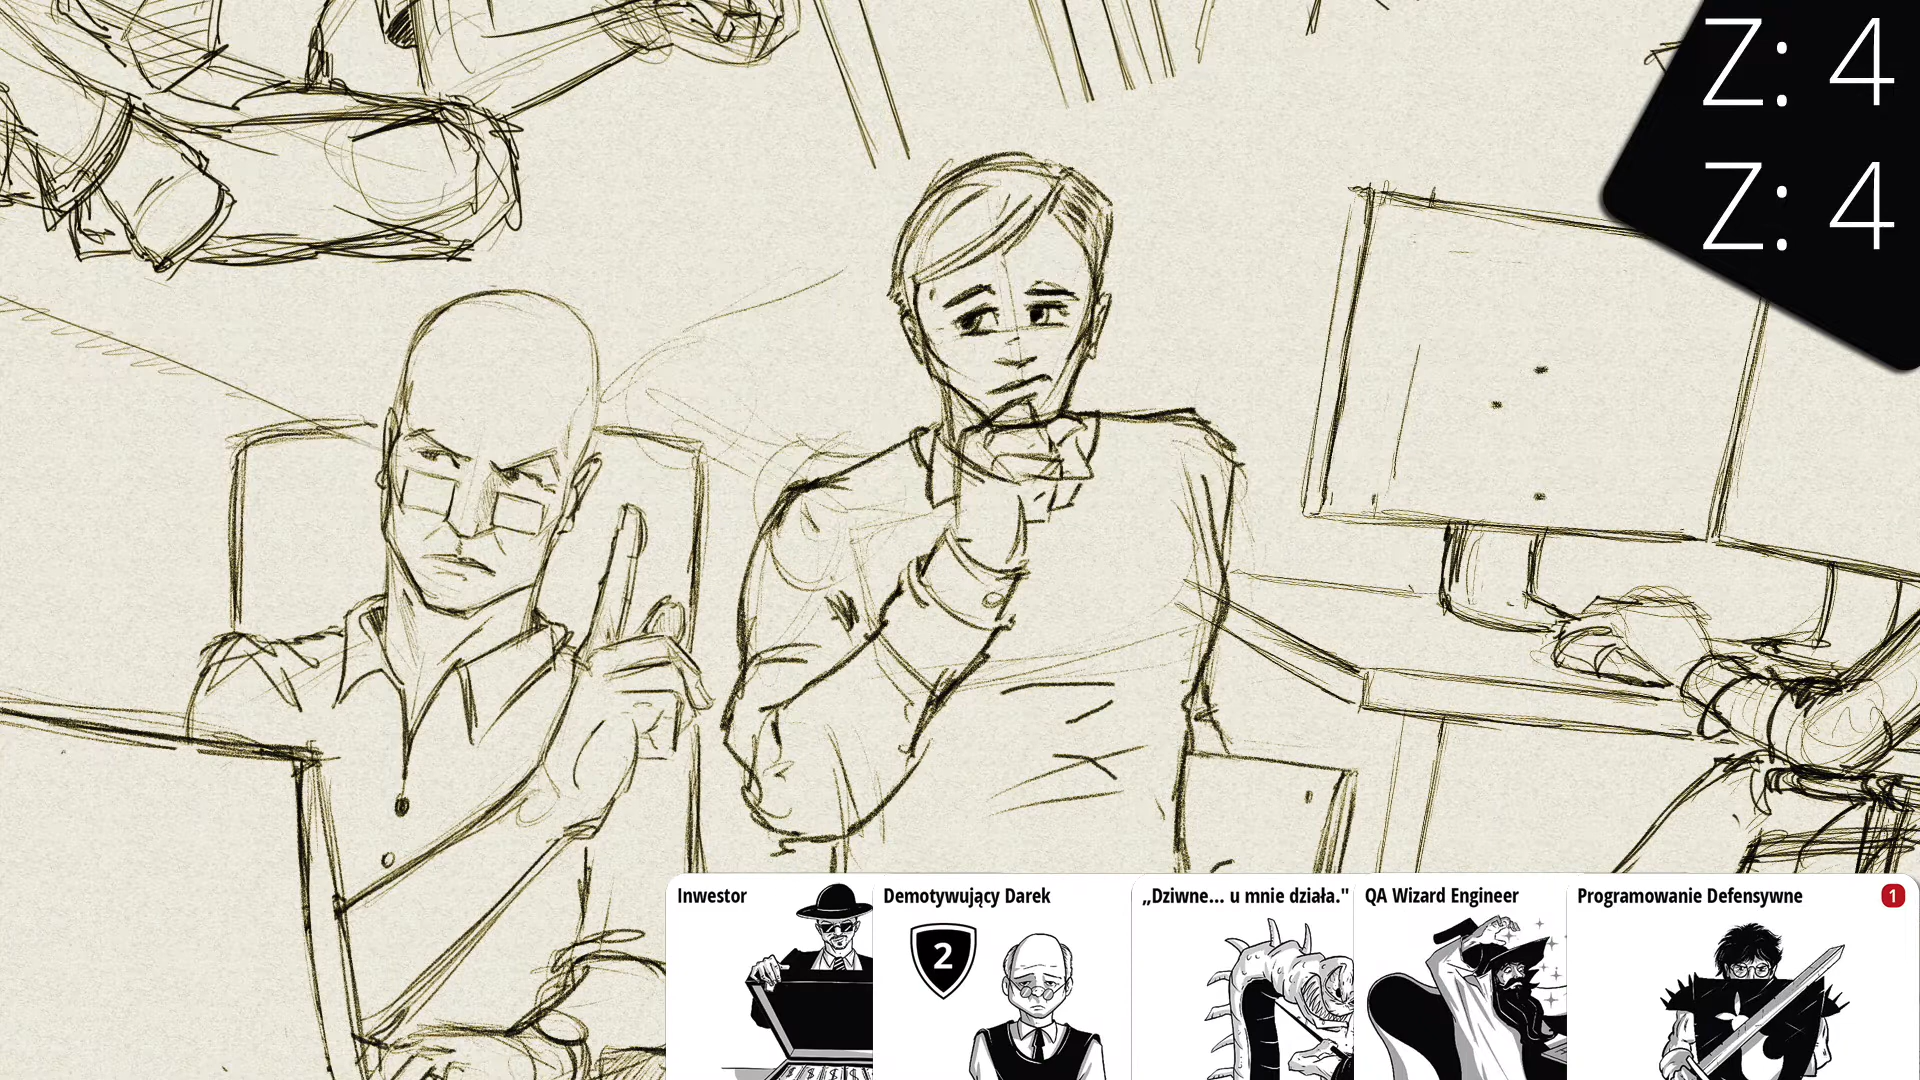 Z: 4
Z: 4
Inwestor
Demotywujący Darek
„Dziwne... u mnie działa."
QA Wizard Engineer
Programowanie Defensywne
1
2
$ $ $ $